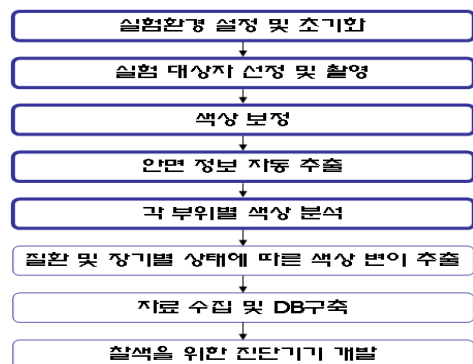 실험환경 설정 및 초기화
실험 대상자 선정 및 촬영
색상 보정
안면 정보 자동 추출
각 부위별 색상 분석
질환 및 장기별 상태에 따른 색상 변이 추출
자료 수집 및 DB구축
찰색을 위한 진단기기 개발